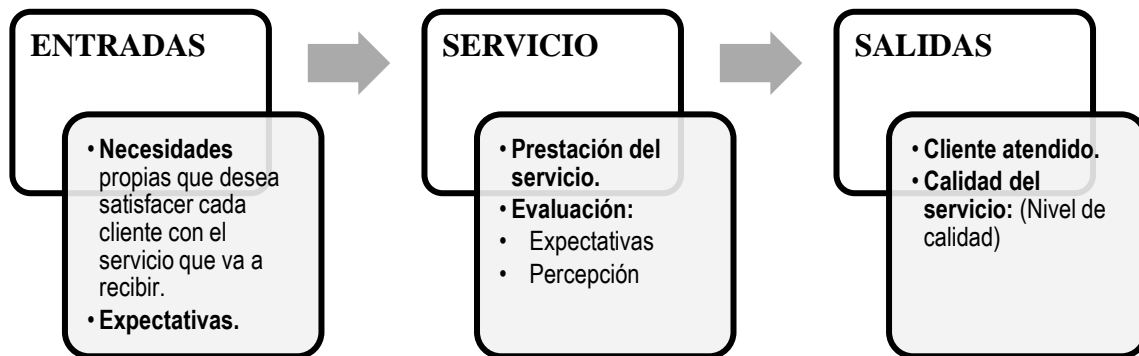 ENTRADAS
• Necesidades
propias que desea
satisfacer cada
cliente con el
servicio que va a
recibir.
• Expectativas.
SERVICIO
• Prestación del
servicio.
• Evaluación:
• Expectativas
• Percepción
SALIDAS
• Cliente atendido.
• Calidad del
servicio: (Nivel de
calidad)